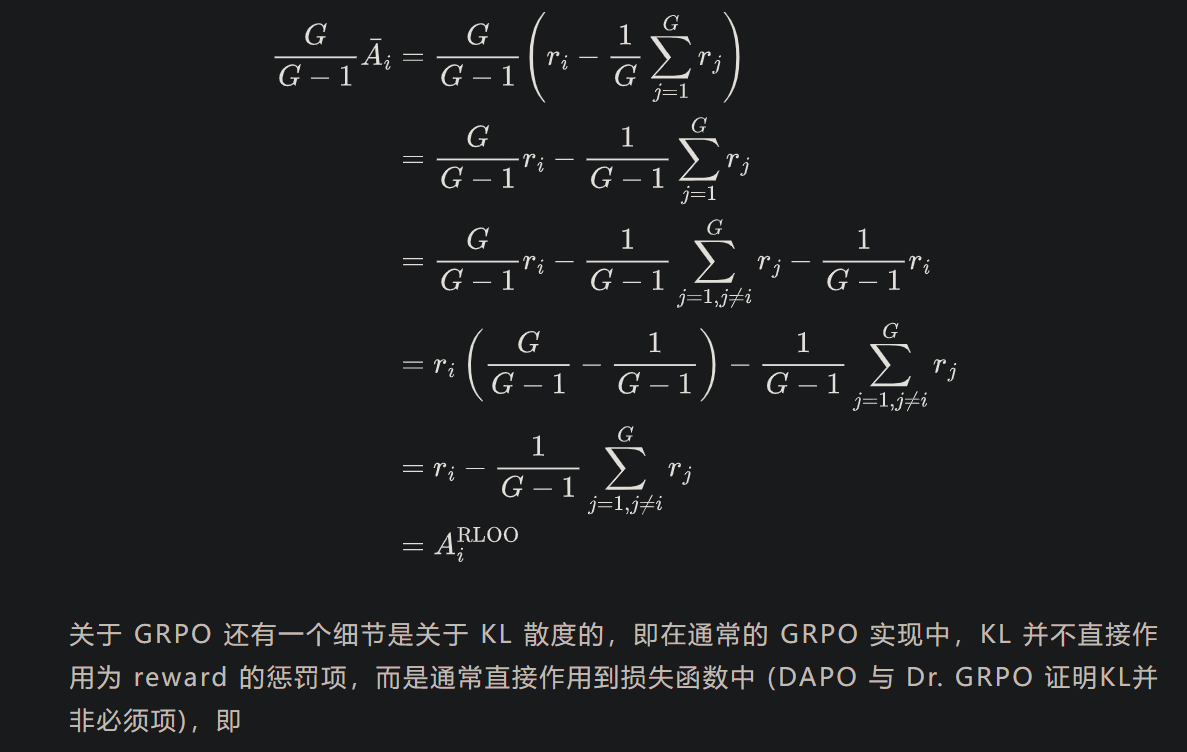 \frac{G}{G-1}\bar{A}_i = \frac{G}{G-1}\left(r_i - \frac{1}{G}\sum_{j=1}^{G} r_j\right)
= \frac{G}{G-1}r_i - \frac{1}{G-1}\sum_{j=1}^{G} r_j
= \frac{G}{G-1}r_i - \frac{1}{G-1}\sum_{j=1,j\neq i}^{G} r_j - \frac{1}{G-1}r_i
= r_i\left(\frac{G}{G-1} - \frac{1}{G-1}\right) - \frac{1}{G-1}\sum_{j=1,j\neq i}^{G} r_j
= r_i - \frac{1}{G-1}\sum_{j=1,j\neq i}^{G} r_j
= A_i^{\mathrm{RLOO}}
关于 GRPO 还有一个细节是关于 KL 散度的，即在通常的 GRPO 实现中，KL 并不直接作
用为 reward 的惩罚项，而是通常直接作用到损失函数中 (DAPO 与 Dr. GRPO 证明KL并
非必须项)，即